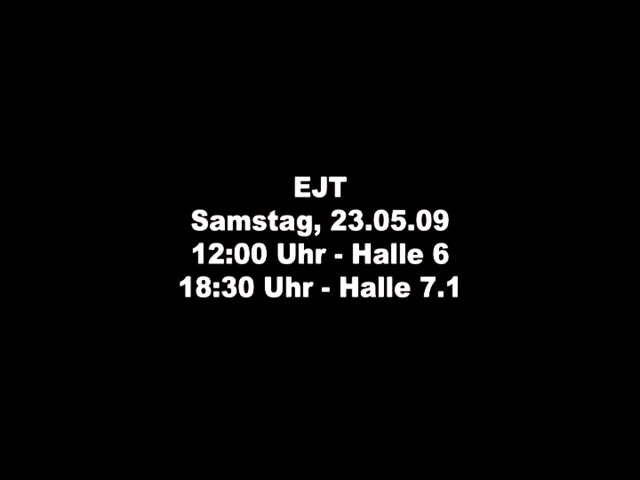 EJT
Samstag, 23.05.09
12:00 Uhr - Halle 6
18:30 Uhr - Halle 7.1